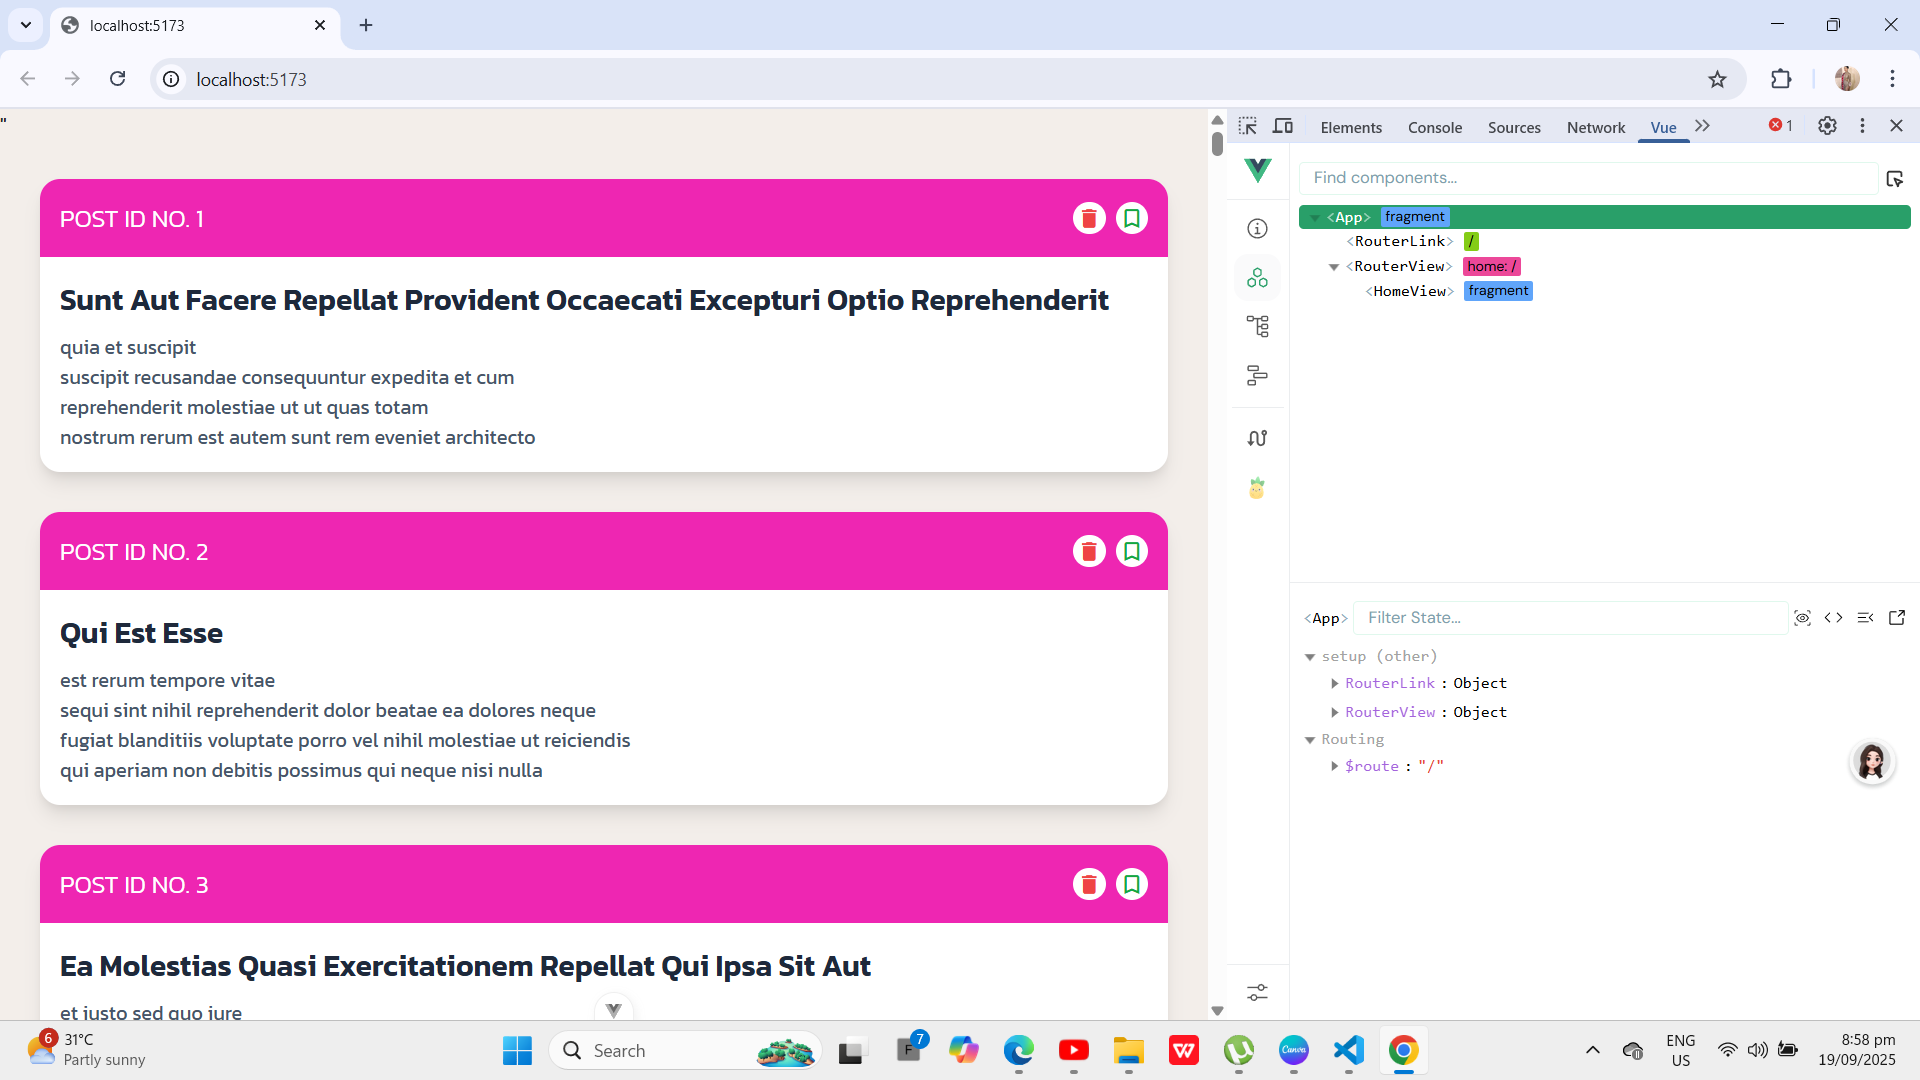 localhost:5173
localhost:5173
"
POST ID NO. 1
Sunt Aut Facere Repellat Provident Occaecati Excepturi Optio Reprehenderit
quia et suscipit
suscipit recusandae consequuntur expedita et cum
reprehenderit molestiae ut ut quas totam
nostrum rerum est autem sunt rem eveniet architecto
POST ID NO. 2
Qui Est Esse
est rerum tempore vitae
sequi sint nihil reprehenderit dolor beatae ea dolores neque
fugiat blanditiis voluptate porro vel nihil molestiae ut reiciendis
qui aperiam non debitis possimus qui neque nisi nulla
POST ID NO. 3
Ea Molestias Quasi Exercitationem Repellat Qui Ipsa Sit Aut
et iusto sed quo iure
Elements Console Sources Network Vue 1
Find components...
<App> fragment
<RouterLink> /
<RouterView> home: /
<HomeView> fragment
<App> Filter State...
setup (other)
RouterLink : Object
RouterView : Object
Routing
$route : "/"
6
31°C
Partly sunny
Search
F
7
W
Canva
ENG
US
8:58 pm
19/09/2025